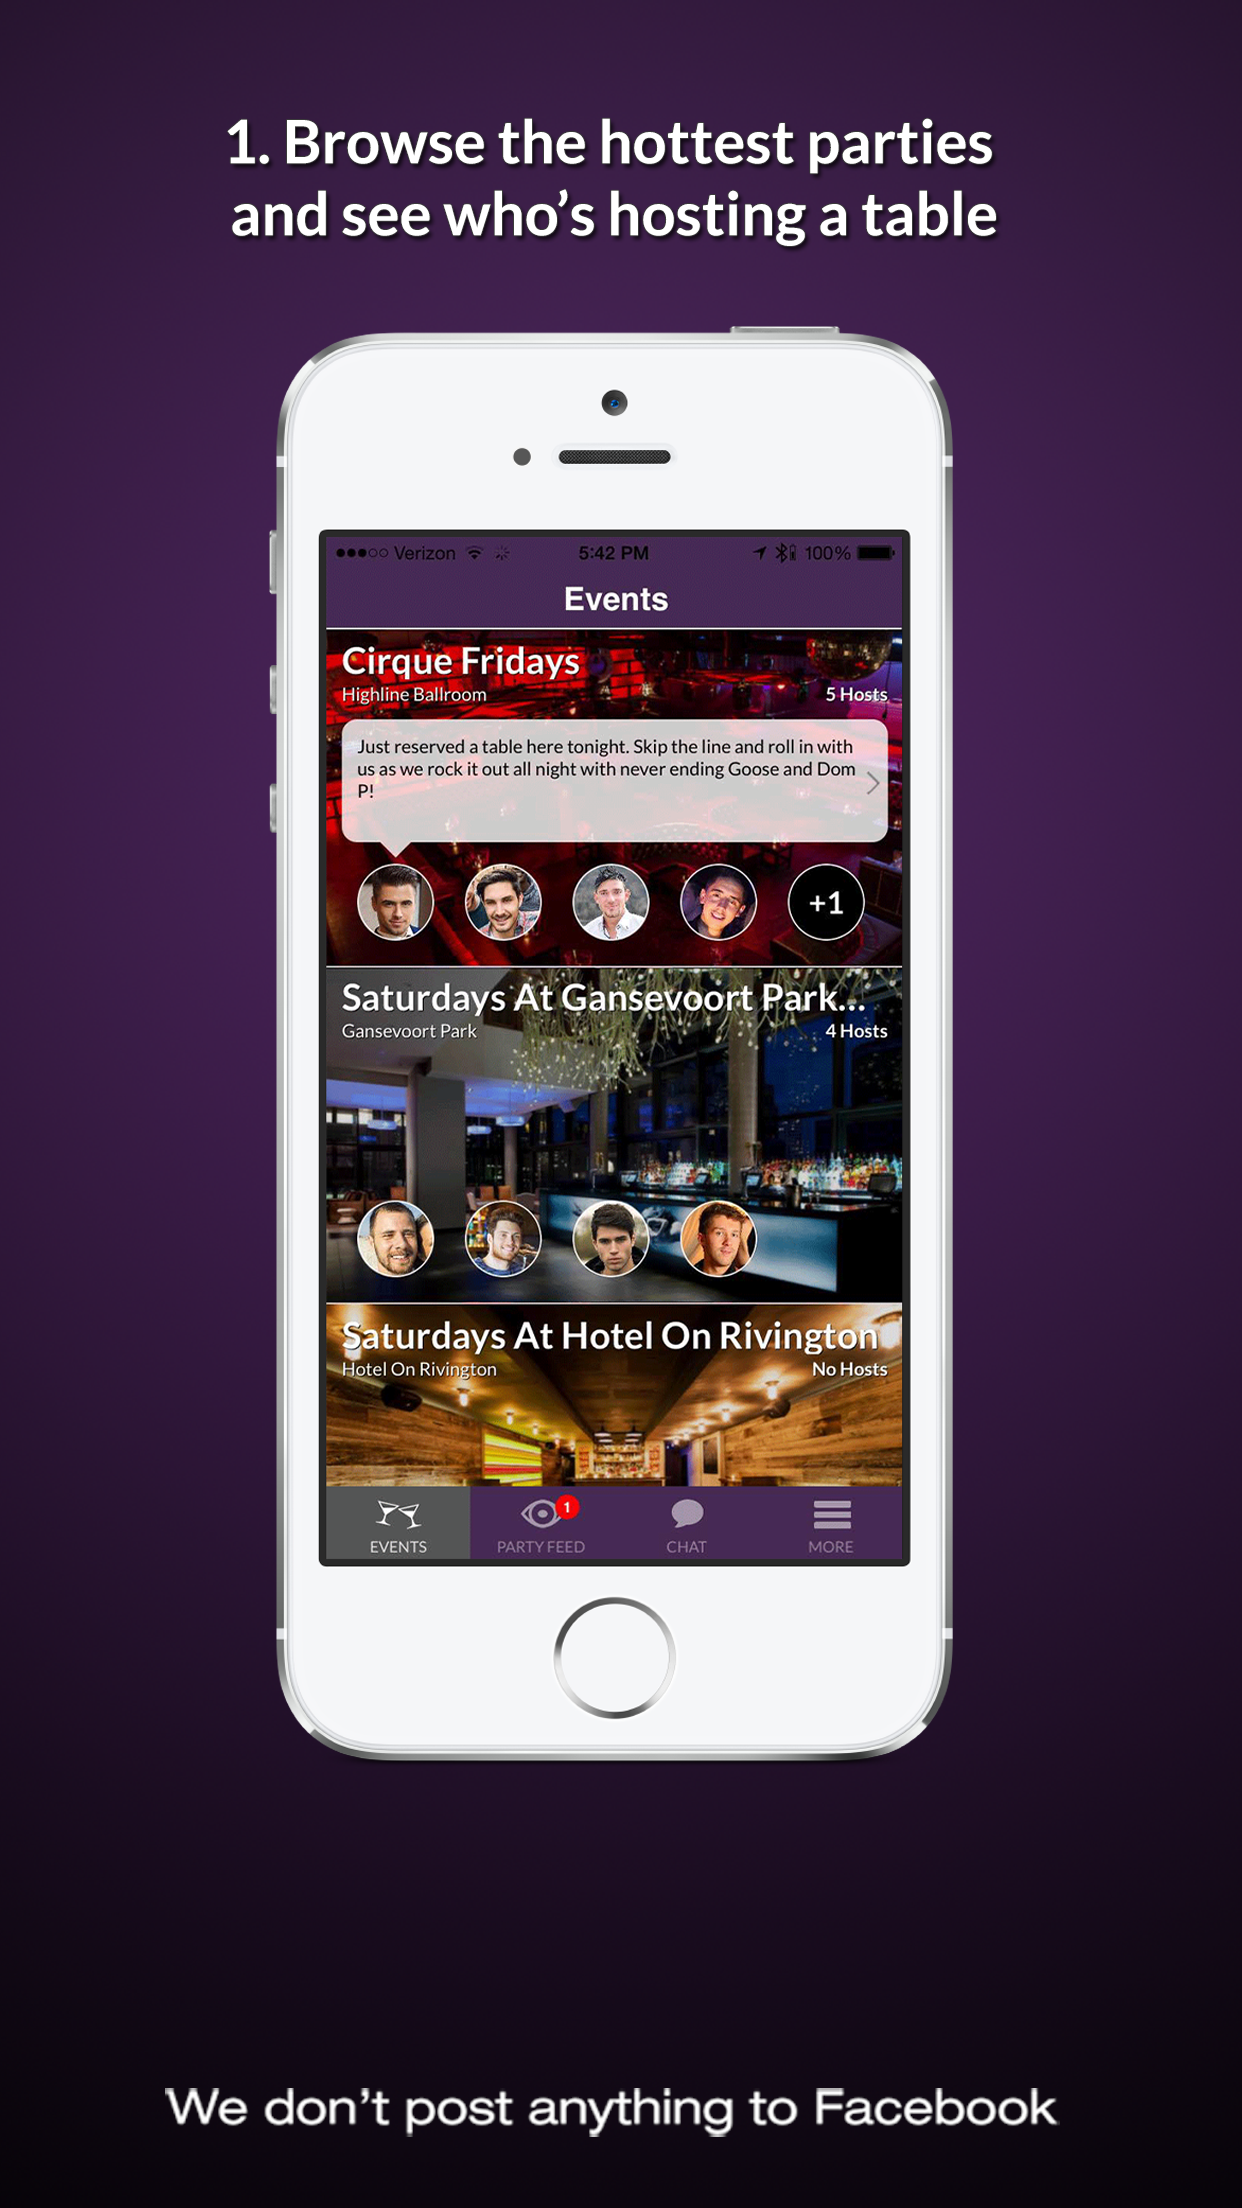 1. Browse the hottest parties
and see who's hosting a table
Verizon 5:42 PM 100%
Events
Cirque Fridays
Highline Ballroom 5 Hosts
Just reserved a table here tonight. Skip the line and roll in with
us as we rock it out all night with never ending Goose and Dom
P!
+1
Saturdays At Gansevoort Park...
Gansevoort Park 4 Hosts
Saturdays At Hotel On Rivington
Hotel On Rivington No Hosts
1
EVENTS PARTY FEED CHAT MORE
We don't post anything to Facebook